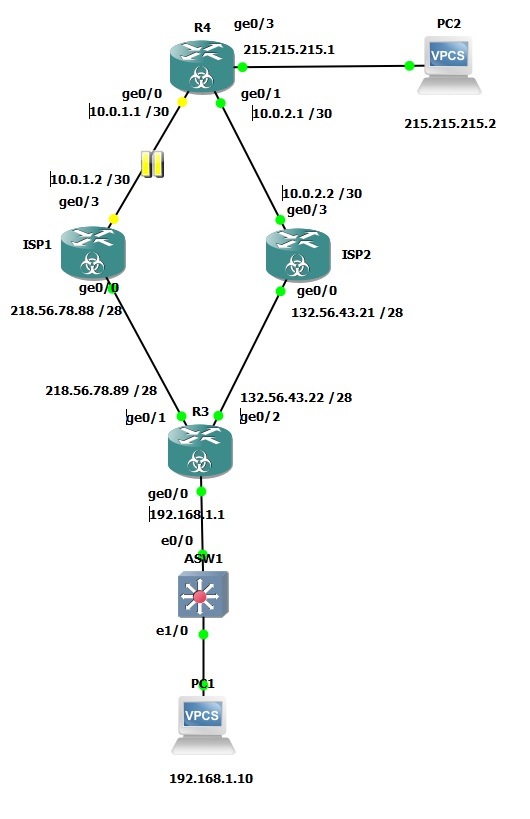 ge0/3
PC2
R4
215.215.215.1
VPCS
ge0/0
ge0/1
10.0.1.1 /30
10.0.2.1 /30
215.215.215.2
10.0.1.2 /30
10.0.2.2 /30
ge0/3
ge0/3
ISP1
ISP2
ge0/0
ge0/0
218.56.78.88 /28
132.56.43.21 /28
218.56.78.89 /28
132.56.43.22 /28
ge0/1
R3
ge0/2
ge0/0
192.168.1.1
e0/0
ASW1
e1/0
PC1
VPCS
192.168.1.10